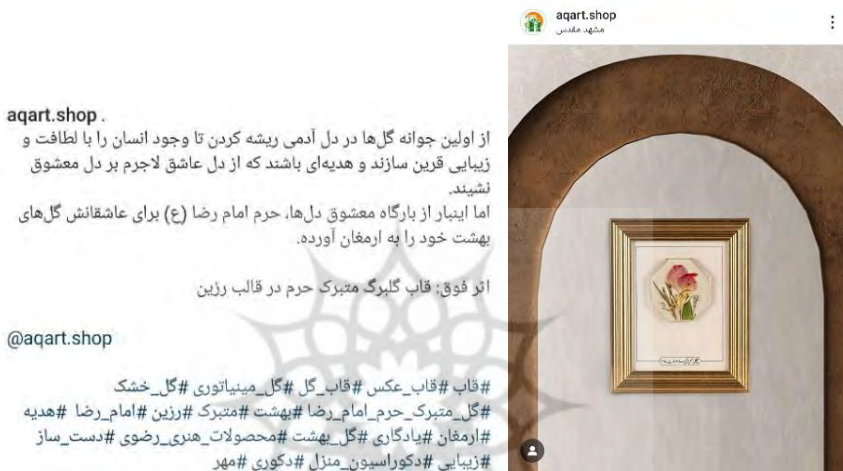 aqart.shop .
از اولین جوانه گل‌ها در دل آدمی ریشه کردن تا وجود انسان را با لطافت و
زیبایی قرین سازند و هدیه‌ای باشند که از دل عاشق لاجرم بر دل معشوق
نشیند.
اما اینبار از بارگاه معشوق دل‌ها، حرم امام رضا (ع) برای عاشقانش گل‌های
بهشت خود را به ارمغان آورده.
اثر فوق: قاب گلبرگ متبرک حرم در قالب رزین
@aqart.shop
#قاب #قاب_عکس #قاب_گل #گل_مینیاتوری #گل_خشک
#گل_متبرک_حرم_امام_رضا #بهشت #متبرک #رزین #امام_رضا #هدیه
#ارمغان #یادگاری #گل_بهشت #محصولات_هنری_رضوی #دست_ساز
#زیبایی #دکوراسیون_منزل #دکوری #مهر
aqart.shop
مشهد مقدس